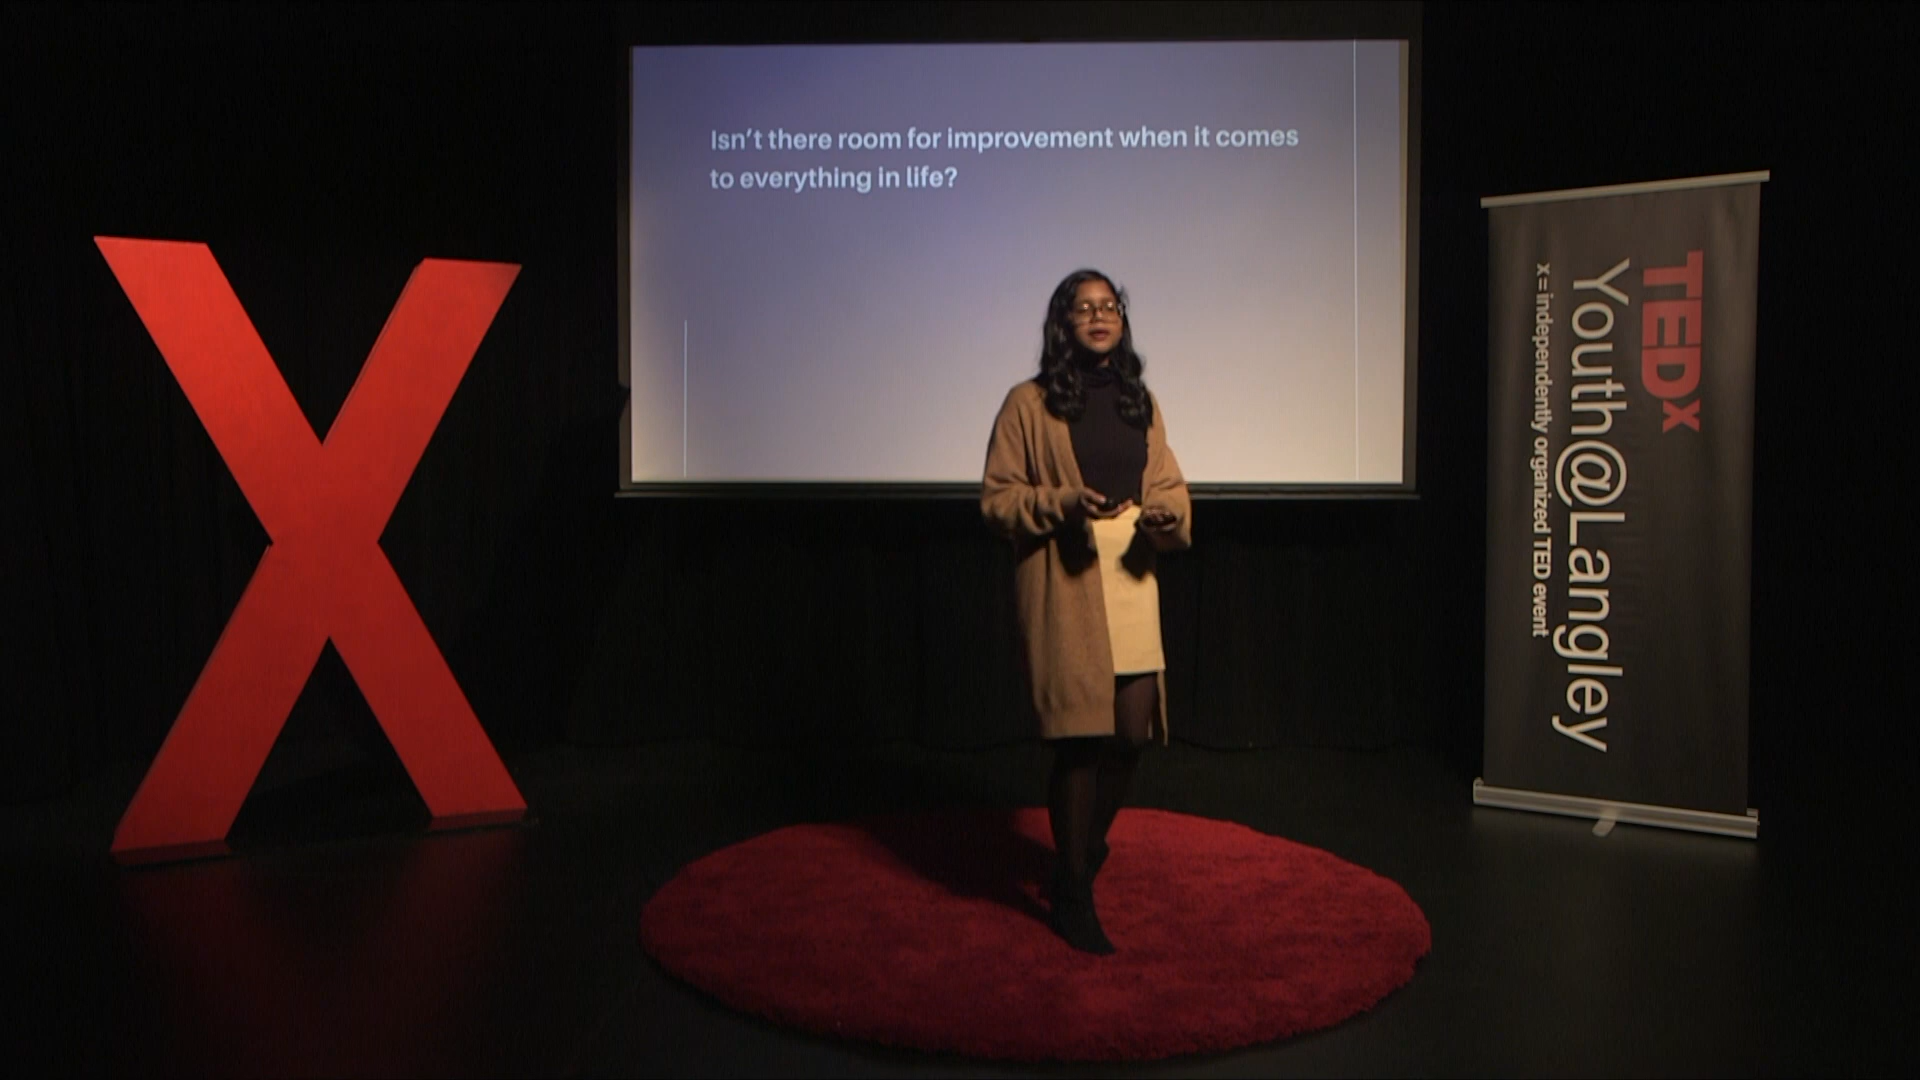 Isn't there room for improvement when it comes
to everything in life?
X
TEDx
Youth@Langley
x = independently organized TED event